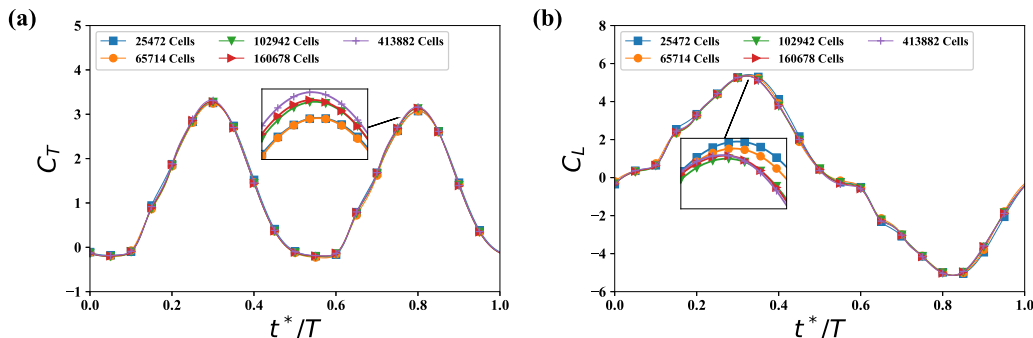 (a)
5
4
3
2
1
0
−1
25472 Cells
65714 Cells
102942 Cells
160678 Cells
413882 Cells
C_T
0.0 0.2 0.4 0.6 0.8 1.0
t*/T
(b)
8
6
4
2
0
−2
−4
−6
25472 Cells
65714 Cells
102942 Cells
160678 Cells
413882 Cells
C_L
0.0 0.2 0.4 0.6 0.8 1.0
t*/T